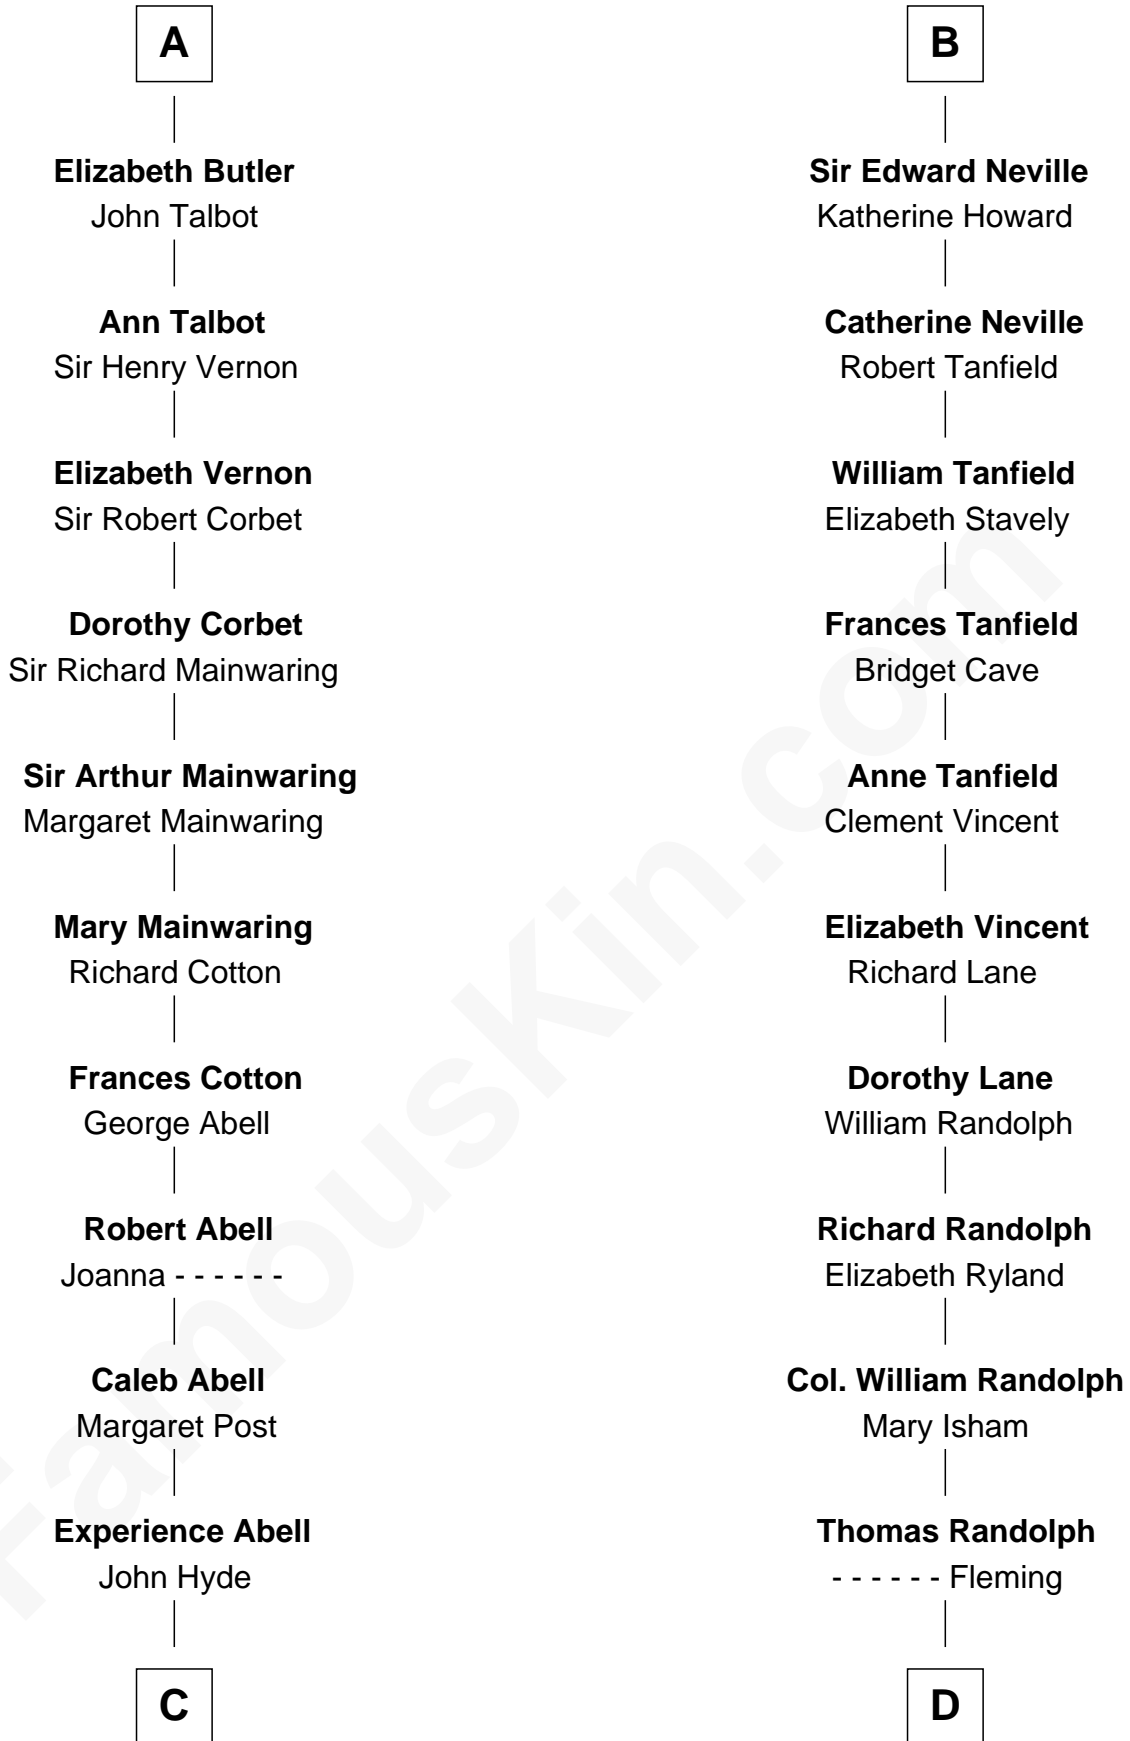 A
Elizabeth Butler
John Talbot
Ann Talbot
Sir Henry Vernon
Elizabeth Vernon
Sir Robert Corbet
Dorothy Corbet
Sir Richard Mainwaring
Sir Arthur Mainwaring
Margaret Mainwaring
Mary Mainwaring
Richard Cotton
Frances Cotton
George Abell
Robert Abell
Joanna - - - - - -
Caleb Abell
Margaret Post
Experience Abell
John Hyde
C
B
Sir Edward Neville
Katherine Howard
Catherine Neville
Robert Tanfield
William Tanfield
Elizabeth Stavely
Frances Tanfield
Bridget Cave
Anne Tanfield
Clement Vincent
Elizabeth Vincent
Richard Lane
Dorothy Lane
William Randolph
Richard Randolph
Elizabeth Ryland
Col. William Randolph
Mary Isham
Thomas Randolph
- - - - - - Fleming
D
FamousKin.com